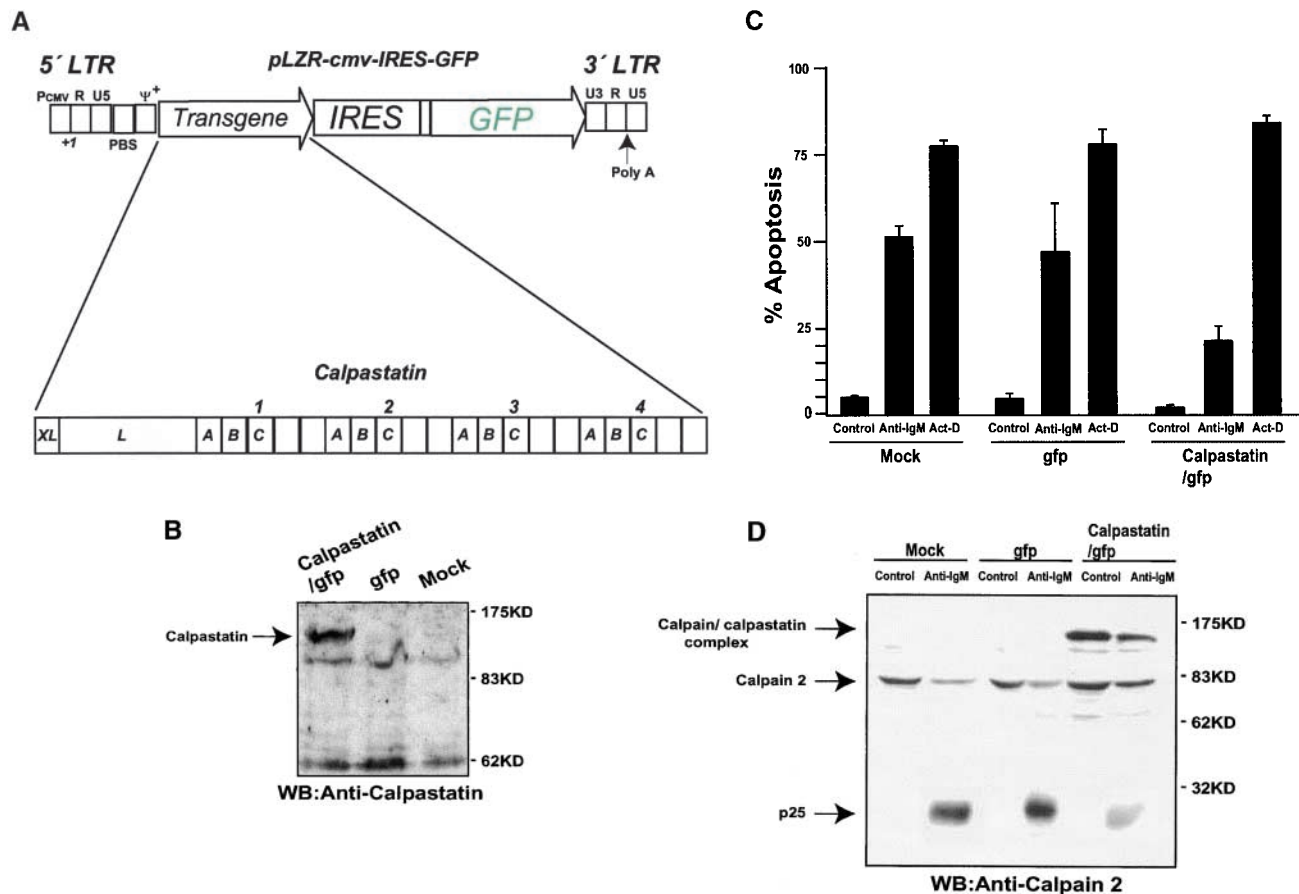 A
pLZR-cmv-IRES-GFP
5´ LTR
3´ LTR
PCMV R U5 Ψ+
U3 R U5
Transgene IRES GFP
+1 PBS
Poly A
Calpastatin
1 2 3 4
XL L A B C A B C A B C A B C
B
Calpastatin
/gfp
gfp
Mock
Calpastatin
175KD
83KD
62KD
WB:Anti-Calpastatin
C
% Apoptosis
100
75
50
25
0
Control Anti-IgM Act-D Control Anti-IgM Act-D Control Anti-IgM Act-D
Mock gfp Calpastatin
/gfp
D
Mock gfp Calpastatin
/gfp
Control Anti-IgM Control Anti-IgM Control Anti-IgM
Calpain/ calpastatin
complex
Calpain 2
p25
175KD
83KD
62KD
32KD
WB:Anti-Calpain 2